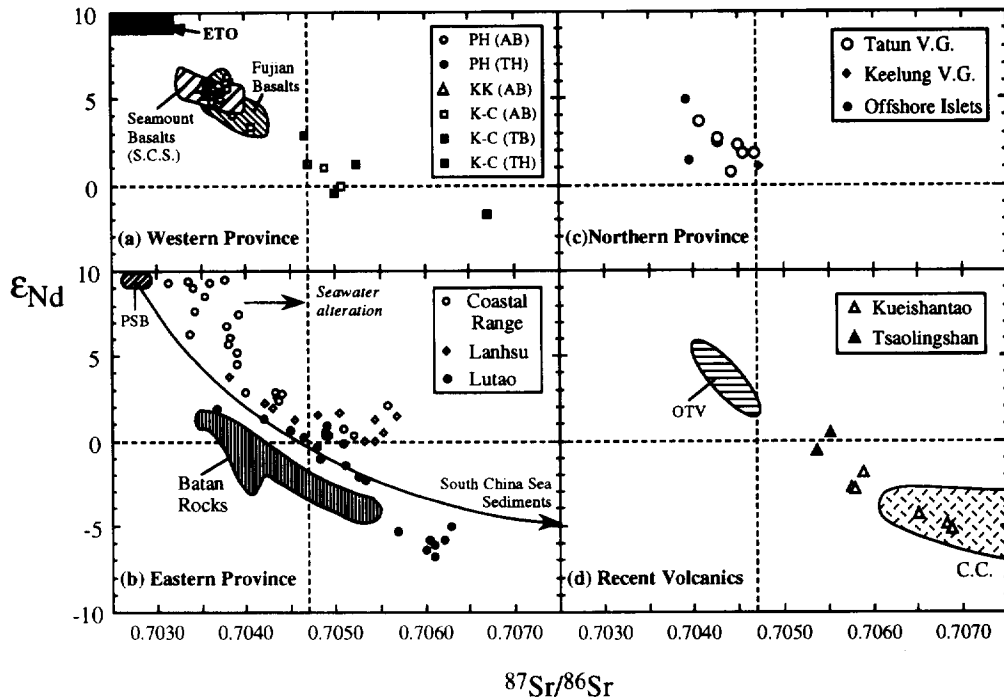 10
5
0
ETO
Fujian
Basalts
Seamount
Basalts
(S.C.S.)
PH (AB)
PH (TH)
KK (AB)
K-C (AB)
K-C (TB)
K-C (TH)
(a) Western Province
Tatun V.G.
Keelung V.G.
Offshore Islets
(c)Northern Province
εNd
10
5
0
-5
-10
PSB
Seawater
alteration
Coastal
Range
Lanhsu
Lutao
Batan
Rocks
South China Sea
Sediments
(b) Eastern Province
Kueishantao
Tsaolingshan
OTV
C.C.
(d) Recent Volcanics
0.7030 0.7040 0.7050 0.7060 0.7070 0.7030 0.7040 0.7050 0.7060 0.7070
87Sr/86Sr